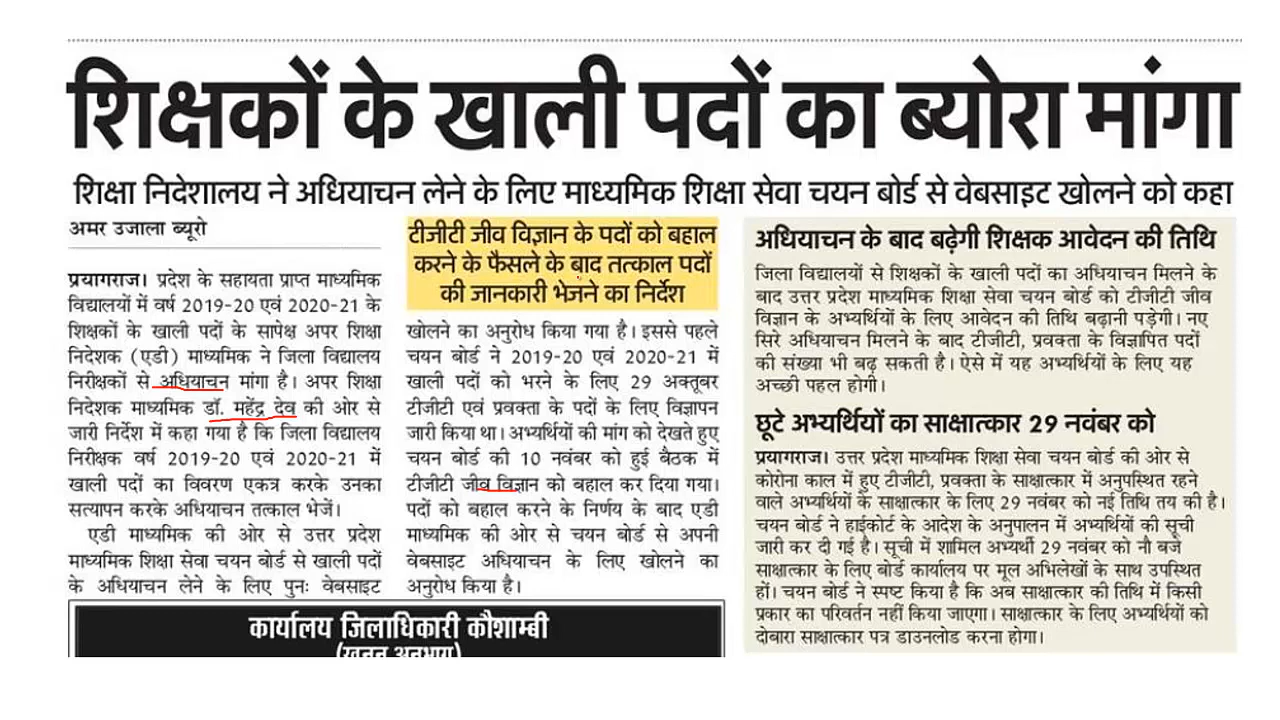 शिक्षकों के खाली पदों का ब्योरा मांगा
शिक्षा निदेशालय ने अधियाचन लेने के लिए माध्यमिक शिक्षा सेवा चयन बोर्ड से वेबसाइट खोलने को कहा
अमर उजाला ब्यूरो
प्रयागराज। प्रदेश के सहायता प्राप्त माध्यमिक
विद्यालयों में वर्ष 2019-20 एवं 2020-21 के
शिक्षकों के खाली पदों के सापेक्ष अपर शिक्षा
निदेशक (एडी) माध्यमिक ने जिला विद्यालय
निरीक्षकों से अधियाचन मांगा है। अपर शिक्षा
निदेशक माध्यमिक डॉ. महेंद्र देव की ओर से
जारी निर्देश में कहा गया है कि जिला विद्यालय
निरीक्षक वर्ष 2019-20 एवं 2020-21 में
खाली पदों का विवरण एकत्र करके उनका
सत्यापन करके अधियाचन तत्काल भेजें।
एडी माध्यमिक की ओर से उत्तर प्रदेश
माध्यमिक शिक्षा सेवा चयन बोर्ड से खाली पदों
के अधियाचन लेने के लिए पुनः वेबसाइट
टीजीटी जीव विज्ञान के पदों को बहाल
करने के फैसले के बाद तत्काल पदों
की जानकारी भेजने का निर्देश
खोलने का अनुरोध किया गया है। इससे पहले
चयन बोर्ड ने 2019-20 एवं 2020-21 में
खाली पदों को भरने के लिए 29 अक्तूबर
टीजीटी एवं प्रवक्ता के पदों के लिए विज्ञापन
जारी किया था। अभ्यर्थियों की मांग को देखते हुए
चयन बोर्ड की 10 नवंबर को हुई बैठक में
टीजीटी जीव विज्ञान को बहाल कर दिया गया।
पदों को बहाल करने के निर्णय के बाद एडी
माध्यमिक की ओर से चयन बोर्ड से अपनी
वेबसाइट अधियाचन के लिए खोलने का
अनुरोध किया है।
अधियाचन के बाद बढ़ेगी शिक्षक आवेदन की तिथि
जिला विद्यालयों से शिक्षकों के खाली पदों का अधियाचन मिलने के
बाद उत्तर प्रदेश माध्यमिक शिक्षा सेवा चयन बोर्ड को टीजीटी जीव
विज्ञान के अभ्यर्थियों के लिए आवेदन की तिथि बढ़ानी पड़ेगी। नए
सिरे अधियाचन मिलने के बाद टीजीटी, प्रवक्ता के विज्ञापित पदों
की संख्या भी बढ़ सकती है। ऐसे में यह अभ्यर्थियों के लिए यह
अच्छी पहल होगी।
छूटे अभ्यर्थियों का साक्षात्कार 29 नवंबर को
प्रयागराज। उत्तर प्रदेश माध्यमिक शिक्षा सेवा चयन बोर्ड की ओर से
कोरोना काल में हुए टीजीटी, प्रवक्ता के साक्षात्कार में अनुपस्थित रहने
वाले अभ्यर्थियों के साक्षात्कार के लिए 29 नवंबर को नई तिथि तय की है।
चयन बोर्ड ने हाईकोर्ट के आदेश के अनुपालन में अभ्यर्थियों की सूची
जारी कर दी गई है। सूची में शामिल अभ्यर्थी 29 नवंबर को नौ बजे
साक्षात्कार के लिए बोर्ड कार्यालय पर मूल अभिलेखों के साथ उपस्थित
हों। चयन बोर्ड ने स्पष्ट किया है कि अब साक्षात्कार की तिथि में किसी
प्रकार का परिवर्तन नहीं किया जाएगा। साक्षात्कार के लिए अभ्यर्थियों को
दोबारा साक्षात्कार पत्र डाउनलोड करना होगा।
कार्यालय जिलाधिकारी कौशाम्बी
(खनन अनुभाग)